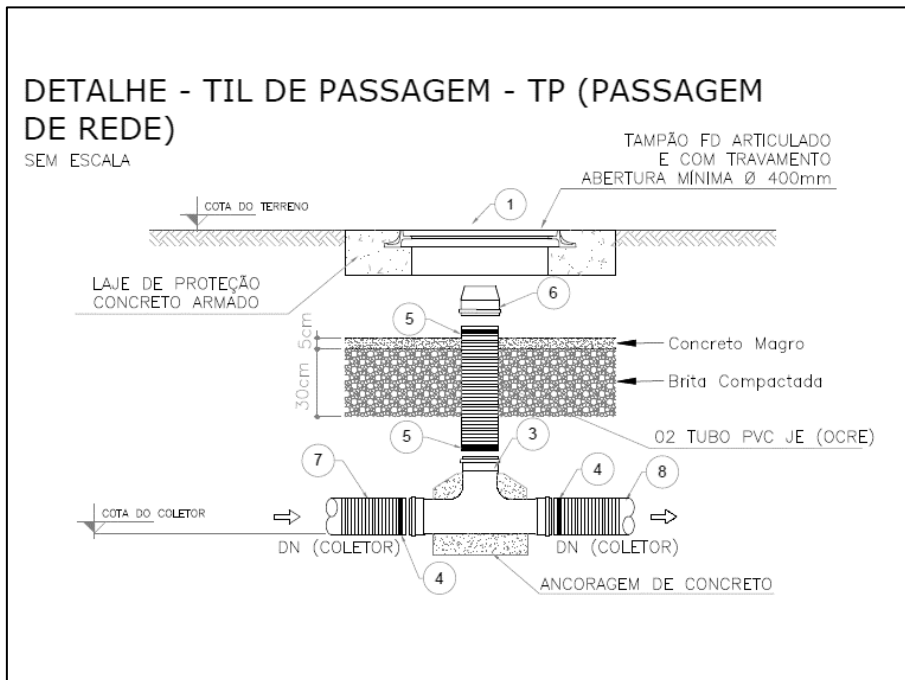 DETALHE - TIL DE PASSAGEM - TP (PASSAGEM
DE REDE)
SEM ESCALA
TAMPÃO FD ARTICULADO
E COM TRAVAMENTO
ABERTURA MÍNIMA Ø 400mm
COTA DO TERRENO
1
LAJE DE PROTEÇÃO
CONCRETO ARMADO
6
5
5cm
Concreto Magro
30cm
Brita Compactada
02 TUBO PVC JE (OCRE)
5
3
7
4
8
COTA DO COLETOR
DN (COLETOR)
DN (COLETOR)
4
ANCORAGEM DE CONCRETO